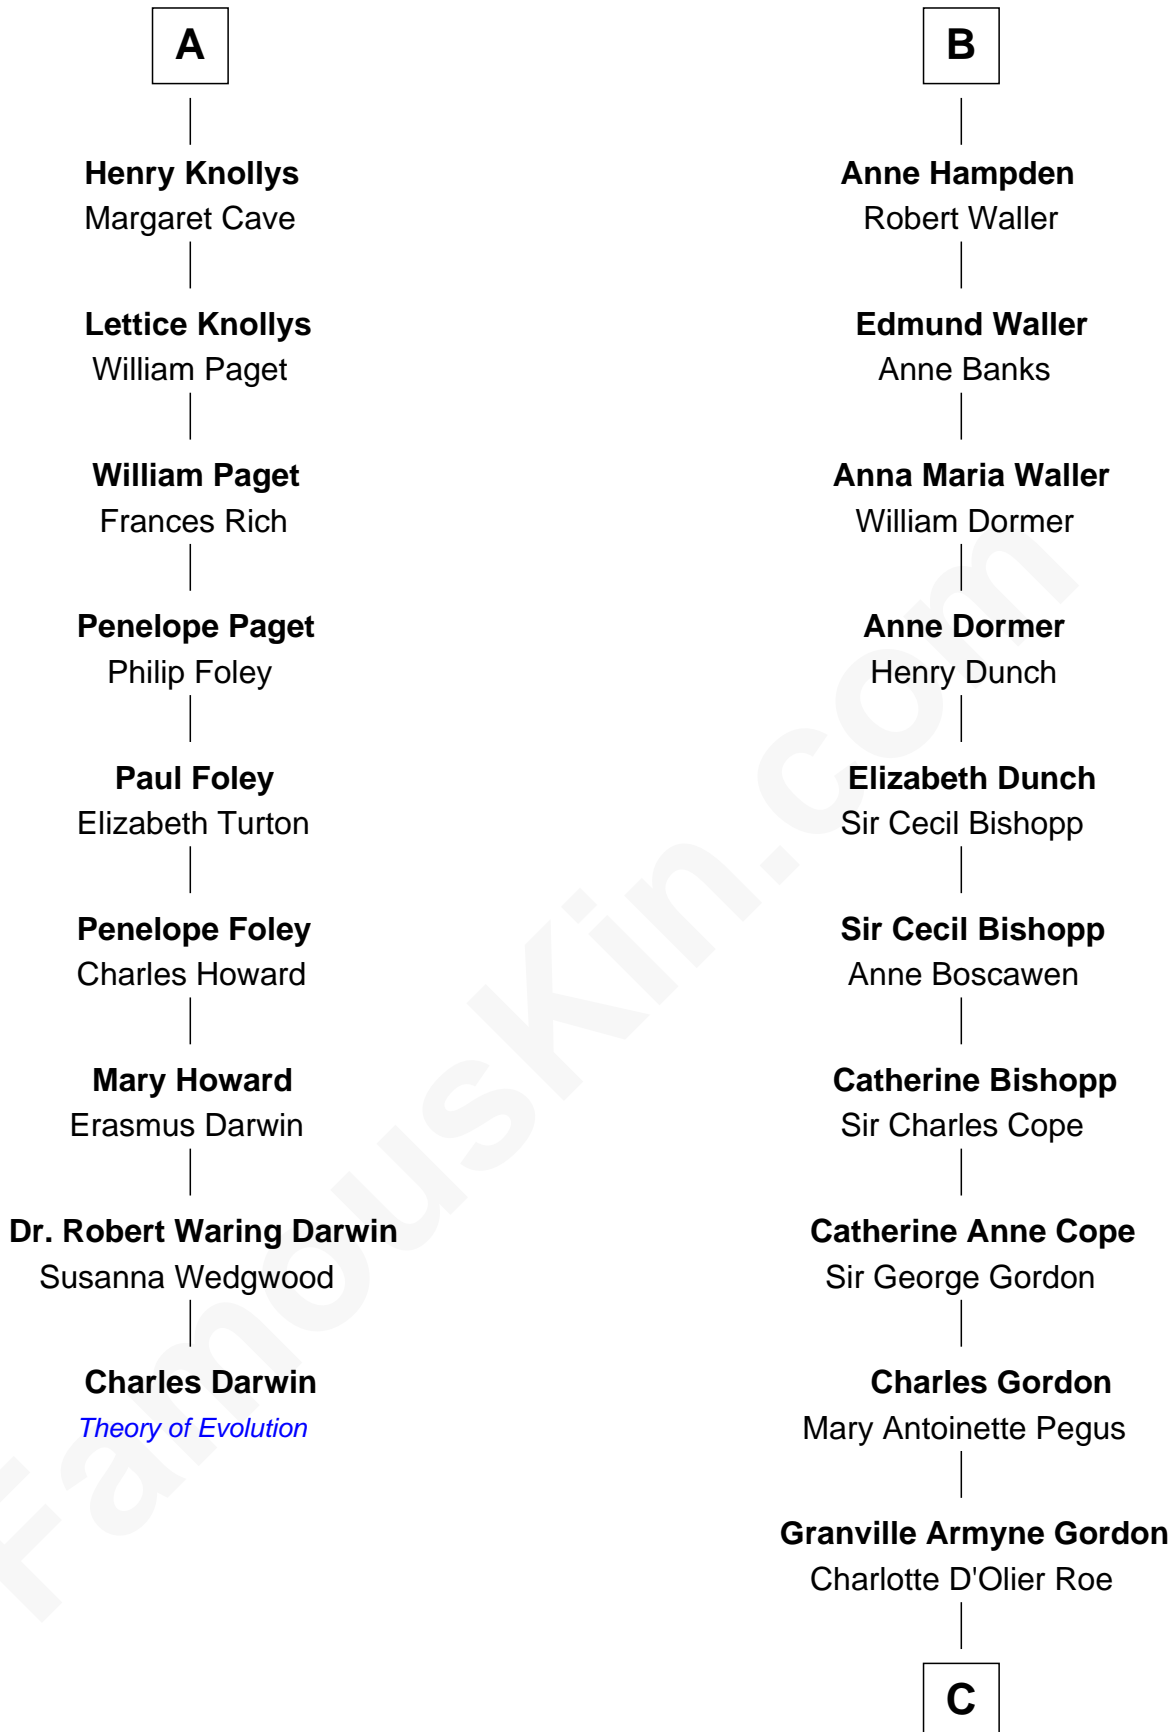 A
Henry Knollys
Margaret Cave
Lettice Knollys
William Paget
William Paget
Frances Rich
Penelope Paget
Philip Foley
Paul Foley
Elizabeth Turton
Penelope Foley
Charles Howard
Mary Howard
Erasmus Darwin
Dr. Robert Waring Darwin
Susanna Wedgwood
Charles Darwin
Theory of Evolution
B
Anne Hampden
Robert Waller
Edmund Waller
Anne Banks
Anna Maria Waller
William Dormer
Anne Dormer
Henry Dunch
Elizabeth Dunch
Sir Cecil Bishopp
Sir Cecil Bishopp
Anne Boscawen
Catherine Bishopp
Sir Charles Cope
Catherine Anne Cope
Sir George Gordon
Charles Gordon
Mary Antoinette Pegus
Granville Armyne Gordon
Charlotte D'Olier Roe
C
FamousKin.com